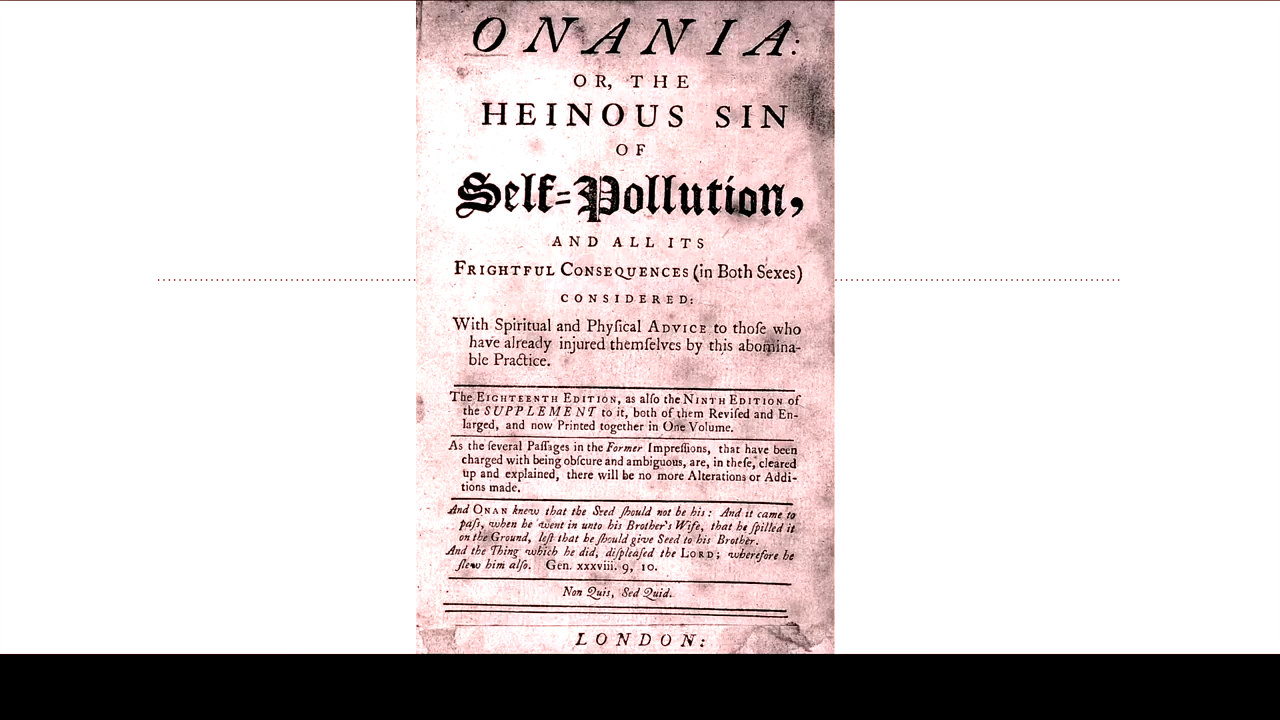 ONANIA:
OR, THE
HEINOUS SIN
OF
Self=Pollution,
AND ALL ITS
FRIGHTFUL CONSEQUENCES (in Both Sexes)
CONSIDERED:
With Spiritual and Phyſical ADVICE to thoſe who
have already injured themſelves by this abomina-
ble Practice.
The EIGHTEENTH EDITION, as alſo the NINTH EDITION of
the SUPPLEMENT to it, both of them Reviſed and En-
larged, and now Printed together in One Volume.
As the ſeveral Paſſages in the Former Impreſſions, that have been
charged with being obſcure and ambiguous, are, in theſe, cleared
up and explained, there will be no more Alterations or Addi-
tions made.
And ONAN knew that the Seed ſhould not be his: And it came to
paſs, when he went in unto his Brother's Wife, that he ſpilled it
on the Ground, leſt that he ſhould give Seed to his Brother.
And the Thing which he did, diſpleaſed the LORD; wherefore he
ſlew him alſo. Gen. xxxviii. 9, 10.
Non Quis, Sed Quid.
LONDON: